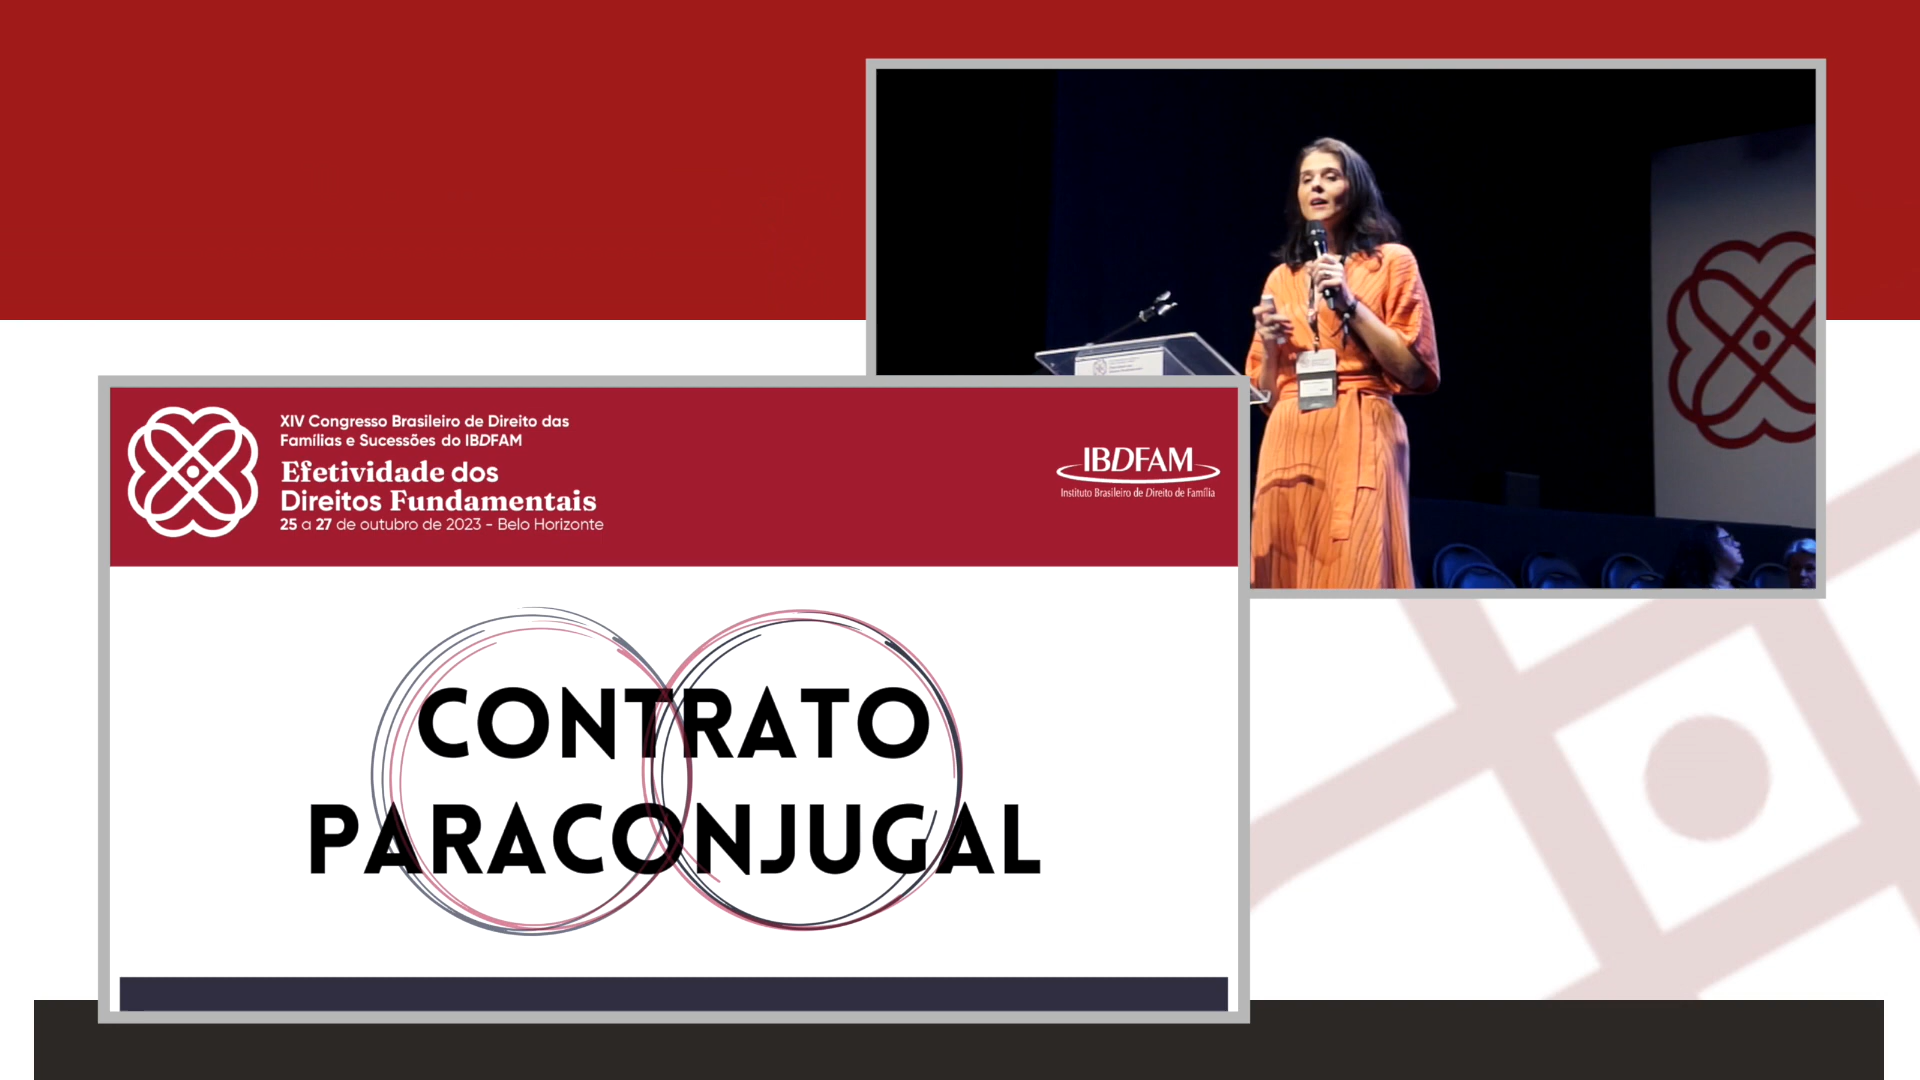 XIV Congresso Brasileiro de Direito das
Famílias e Sucessões do IBDFAM
Efetividade dos
Direitos Fundamentais
25 a 27 de outubro de 2023 - Belo Horizonte
IBDFAM
Instituto Brasileiro de Direito de Família
CONTRATO
PARACONJUGAL